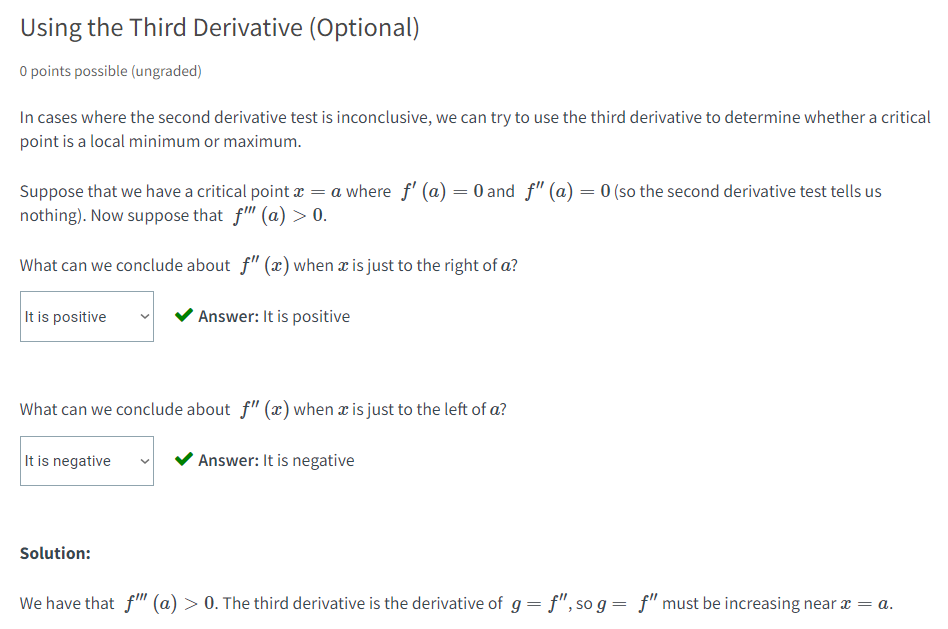 Using the Third Derivative (Optional)
0 points possible (ungraded)
In cases where the second derivative test is inconclusive, we can try to use the third derivative to determine whether a critical
point is a local minimum or maximum.
Suppose that we have a critical point x = a where f′ (a) = 0 and f″ (a) = 0 (so the second derivative test tells us
nothing). Now suppose that f‴ (a) > 0.
What can we conclude about f″ (x) when x is just to the right of a?
It is positive Answer: It is positive
What can we conclude about f″ (x) when x is just to the left of a?
It is negative Answer: It is negative
Solution:
We have that f‴ (a) > 0. The third derivative is the derivative of g = f″, so g = f″ must be increasing near x = a.